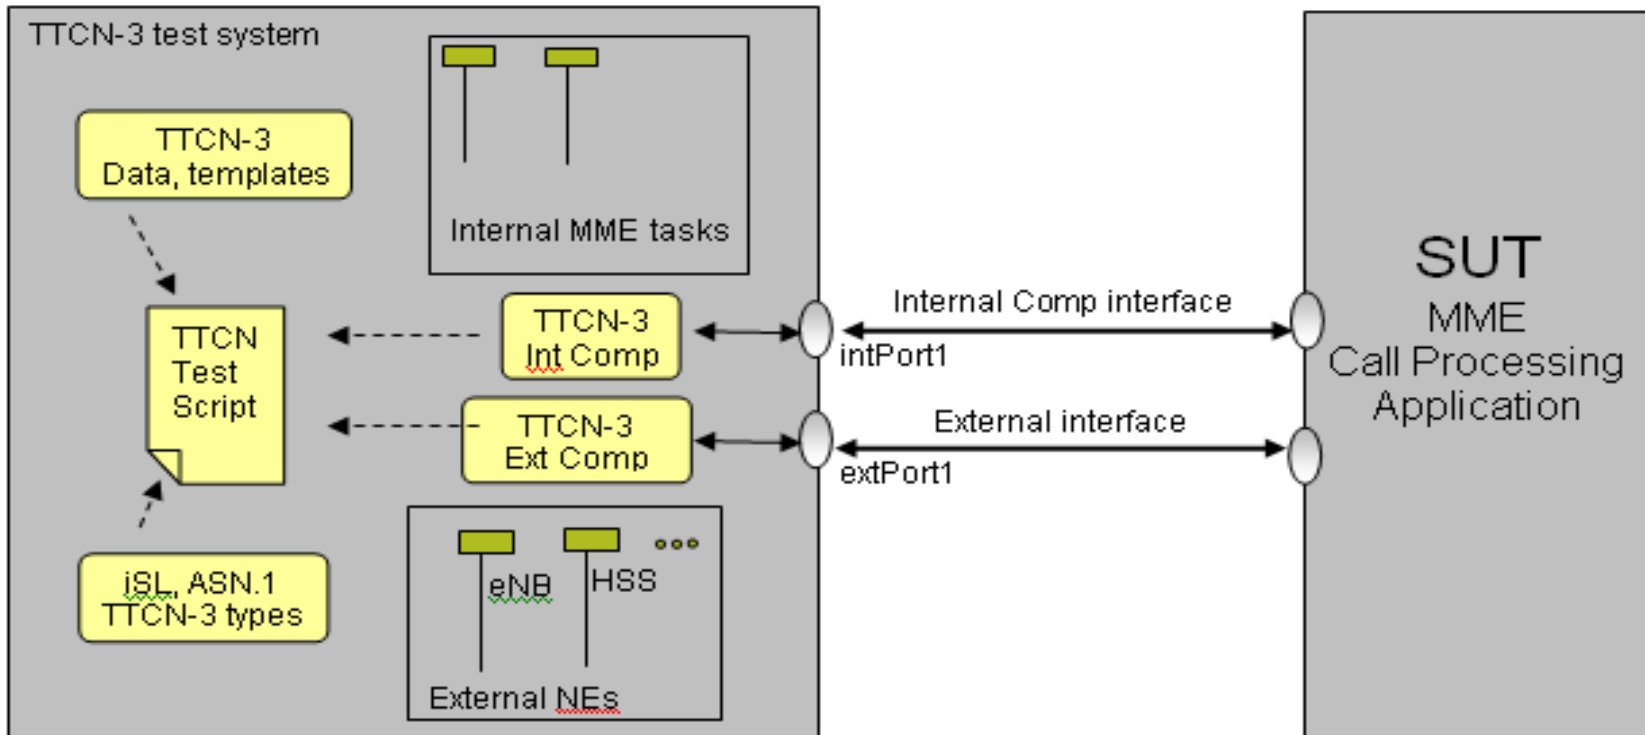 TTCN-3 test system
TTCN-3
Data, templates
Internal MME tasks
TTCN
Test
Script
TTCN-3
Int Comp
TTCN-3
Ext Comp
iSL, ASN.1
TTCN-3 types
eNB
HSS
External NEs
Internal Comp interface
intPort1
External interface
extPort1
SUT
MME
Call Processing
Application